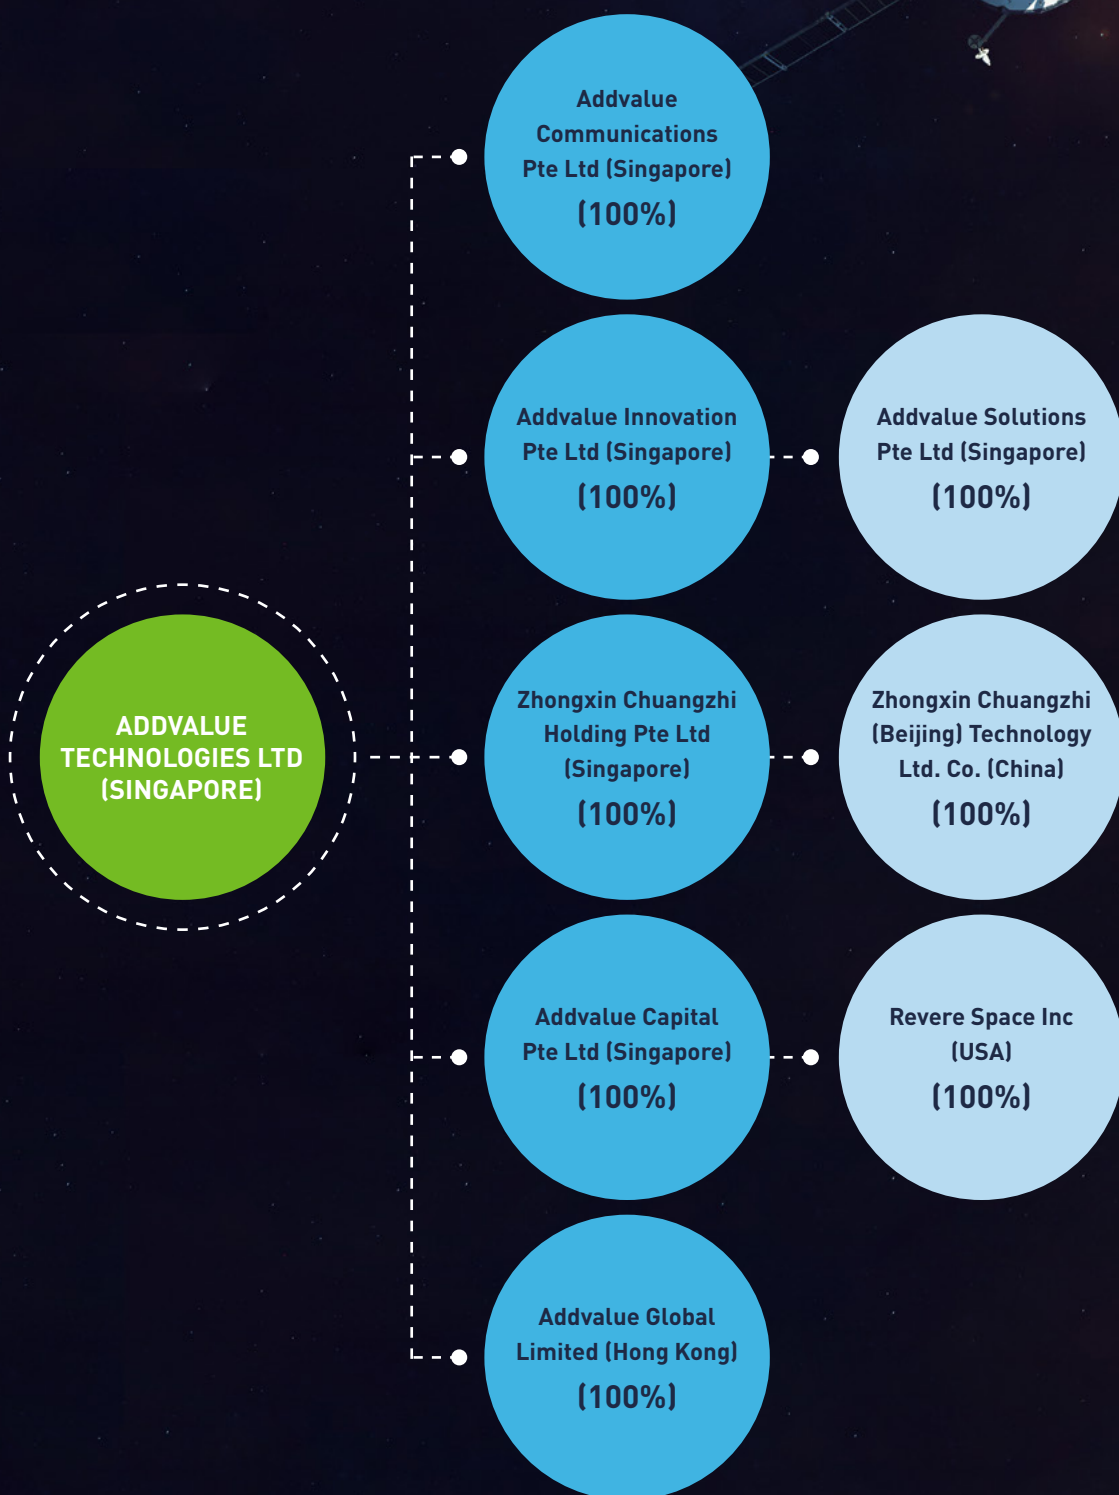 Addvalue
Communications
Pte Ltd (Singapore)
(100%)
Addvalue Innovation
Pte Ltd (Singapore)
(100%)
Addvalue Solutions
Pte Ltd (Singapore)
(100%)
ADDVALUE
TECHNOLOGIES LTD
(SINGAPORE)
Zhongxin Chuangzhi
Holding Pte Ltd
(Singapore)
(100%)
Zhongxin Chuangzhi
(Beijing) Technology
Ltd. Co. (China)
(100%)
Addvalue Capital
Pte Ltd (Singapore)
(100%)
Revere Space Inc
(USA)
(100%)
Addvalue Global
Limited (Hong Kong)
(100%)